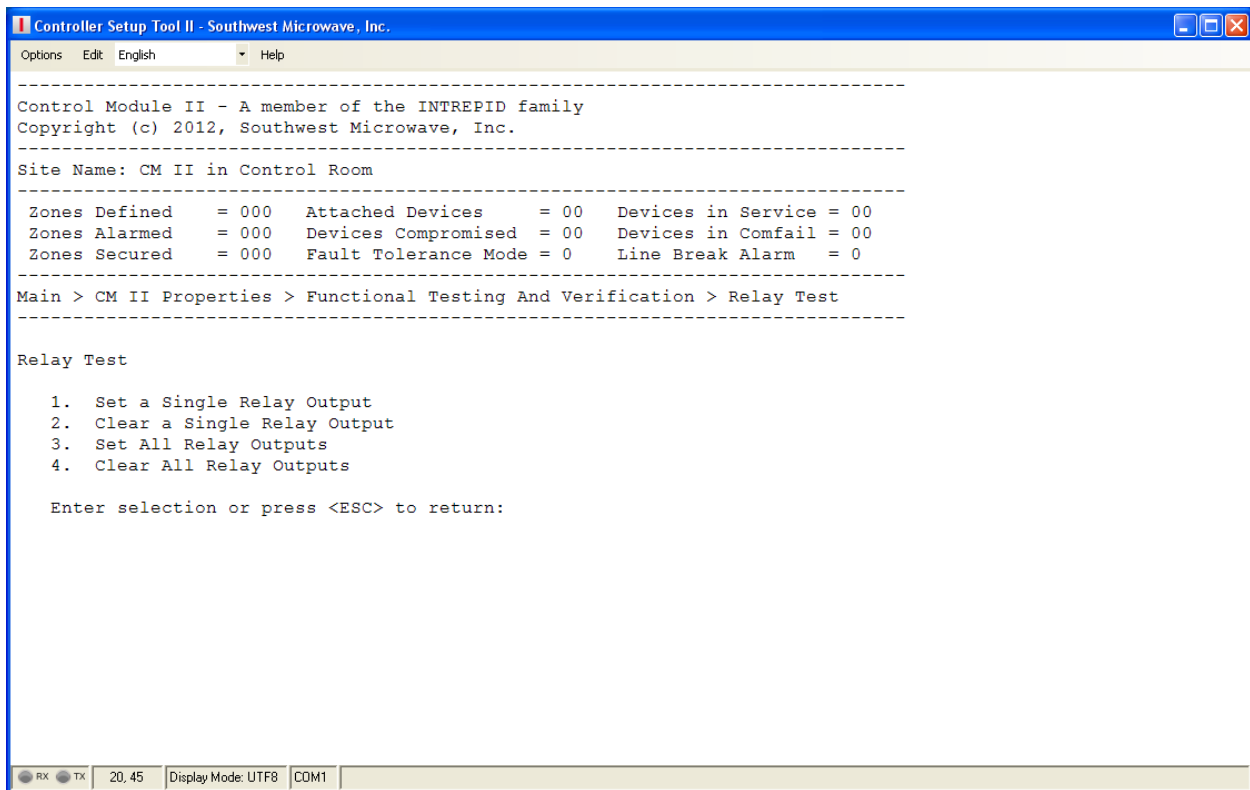 Controller Setup Tool II - Southwest Microwave, Inc.
Options Edit English Help
--------------------------------------------------------------------------------
Control Module II - A member of the INTREPID family
Copyright (c) 2012, Southwest Microwave, Inc.
--------------------------------------------------------------------------------
Site Name: CM II in Control Room
--------------------------------------------------------------------------------
Zones Defined = 000 Attached Devices = 00 Devices in Service = 00
Zones Alarmed = 000 Devices Compromised = 00 Devices in Comfail = 00
Zones Secured = 000 Fault Tolerance Mode = 0 Line Break Alarm = 0
--------------------------------------------------------------------------------
Main > CM II Properties > Functional Testing And Verification > Relay Test
--------------------------------------------------------------------------------
Relay Test
1. Set a Single Relay Output
2. Clear a Single Relay Output
3. Set All Relay Outputs
4. Clear All Relay Outputs
Enter selection or press <ESC> to return:
RX TX 20, 45 Display Mode: UTF8 COM1